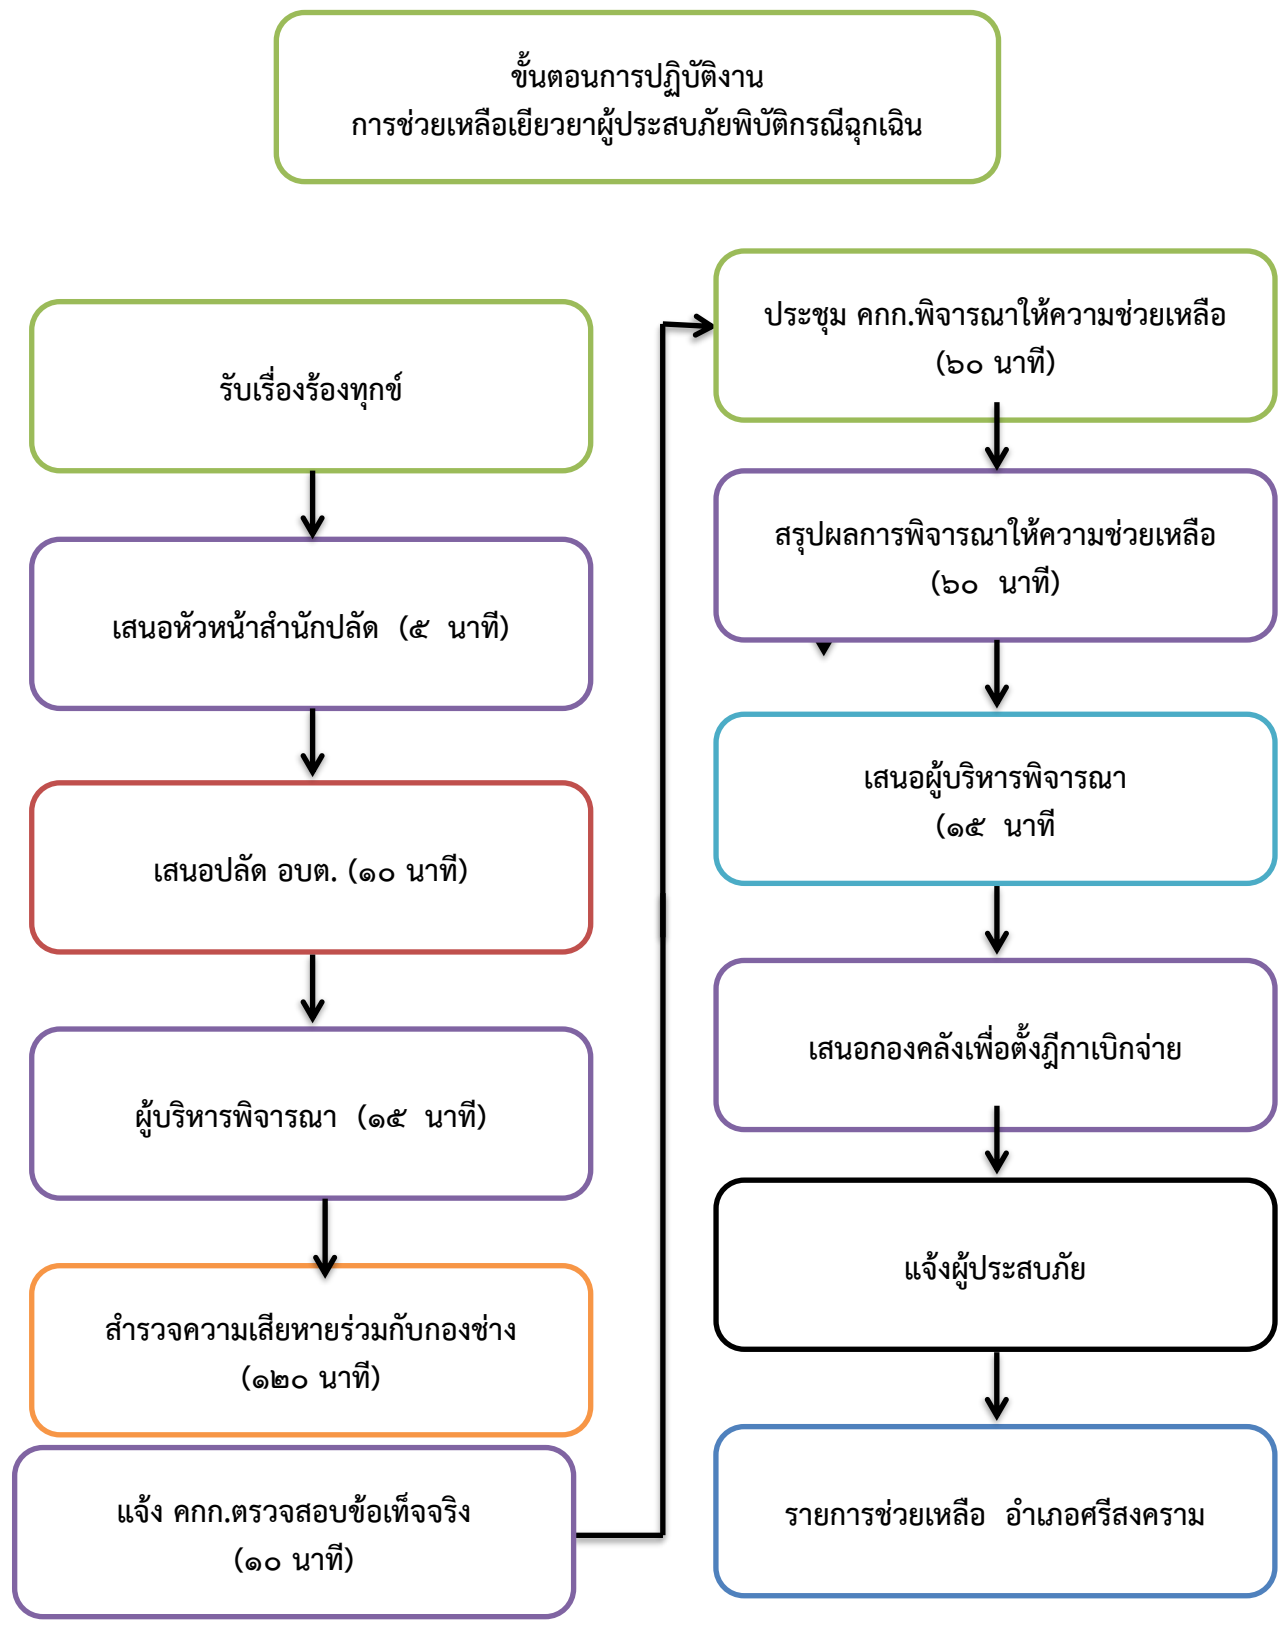 ขั้นตอนการปฏิบัติงาน
การช่วยเหลือเยียวยาผู้ประสบภัยพิบัติกรณีฉุกเฉิน
รับเรื่องร้องทุกข์
เสนอหัวหน้าสำนักปลัด (๕ นาที)
เสนอปลัด อบต. (๑๐ นาที)
ผู้บริหารพิจารณา (๑๕ นาที)
สำรวจความเสียหายร่วมกับกองช่าง
(๑๒๐ นาที)
แจ้ง คกก.ตรวจสอบข้อเท็จจริง
(๑๐ นาที)
ประชุม คกก.พิจารณาให้ความช่วยเหลือ
(๖๐ นาที)
สรุปผลการพิจารณาให้ความช่วยเหลือ
(๖๐ นาที)
เสนอผู้บริหารพิจารณา
(๑๕ นาที
เสนอกองคลังเพื่อตั้งฎีกาเบิกจ่าย
แจ้งผู้ประสบภัย
รายการช่วยเหลือ อำเภอศรีสงคราม